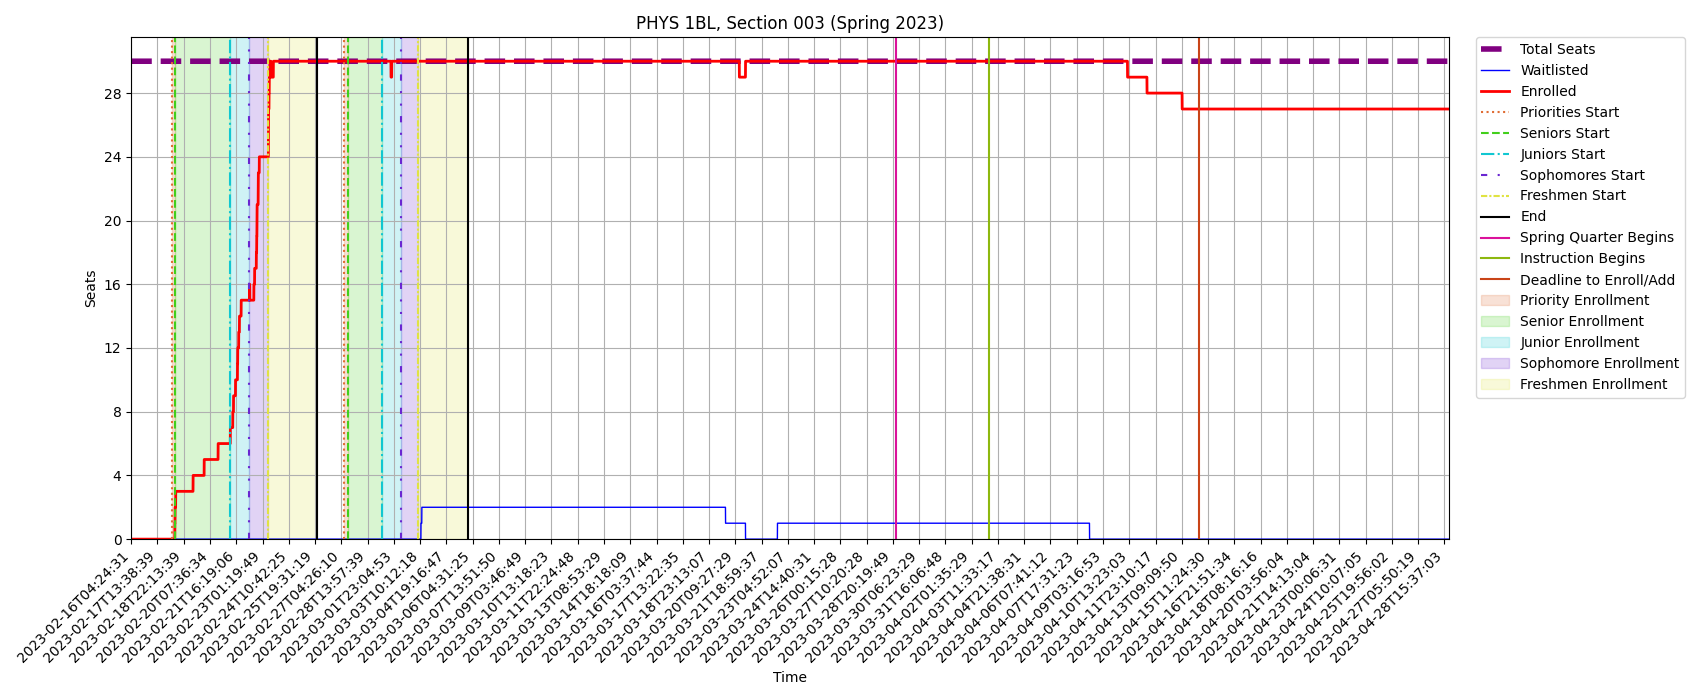 PHYS 1BL, Section 003 (Spring 2023)
Seats
28
24
20
16
12
8
4
0
2023-02-16T04:24:31
2023-02-17T13:38:39
2023-02-18T22:13:39
2023-02-20T07:36:34
2023-02-21T16:19:06
2023-02-23T01:19:49
2023-02-24T10:42:25
2023-02-25T19:31:19
2023-02-27T04:26:10
2023-02-28T13:57:39
2023-03-01T23:04:53
2023-03-03T10:12:18
2023-03-04T19:16:47
2023-03-06T04:31:25
2023-03-07T13:51:50
2023-03-09T03:46:49
2023-03-10T13:18:23
2023-03-11T22:24:48
2023-03-13T08:53:29
2023-03-14T18:18:09
2023-03-16T03:37:44
2023-03-17T13:22:35
2023-03-18T23:13:07
2023-03-20T09:27:29
2023-03-21T18:59:37
2023-03-23T04:52:07
2023-03-24T14:40:31
2023-03-26T00:15:28
2023-03-27T10:20:28
2023-03-28T20:19:49
2023-03-30T06:23:29
2023-03-31T16:06:48
2023-04-02T01:35:29
2023-04-03T11:33:17
2023-04-04T21:38:31
2023-04-06T07:41:12
2023-04-07T17:31:23
2023-04-09T03:16:53
2023-04-10T13:23:03
2023-04-11T23:10:17
2023-04-13T09:09:50
2023-04-15T11:24:30
2023-04-16T21:51:34
2023-04-18T08:16:16
2023-04-20T03:56:04
2023-04-21T14:13:04
2023-04-23T00:06:31
2023-04-24T10:07:05
2023-04-25T19:56:02
2023-04-27T05:50:19
2023-04-28T15:37:03
Time
Total Seats
Waitlisted
Enrolled
Priorities Start
Seniors Start
Juniors Start
Sophomores Start
Freshmen Start
End
Spring Quarter Begins
Instruction Begins
Deadline to Enroll/Add
Priority Enrollment
Senior Enrollment
Junior Enrollment
Sophomore Enrollment
Freshmen Enrollment